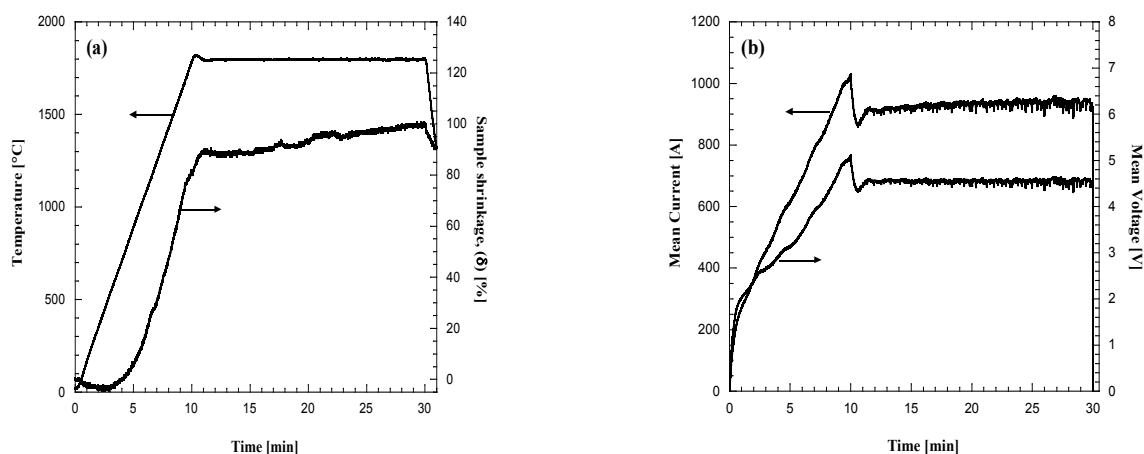 (a)
2000
1500
1000
500
0
Temperature [°C]
140
120
100
80
60
40
20
0
Sample shrinkage, (δ) [%]
0 5 10 15 20 25 30
Time [min]
(b)
1200
1000
800
600
400
200
0
Mean Current [A]
8
7
6
5
4
3
2
1
0
Mean Voltage [V]
0 5 10 15 20 25 30
Time [min]